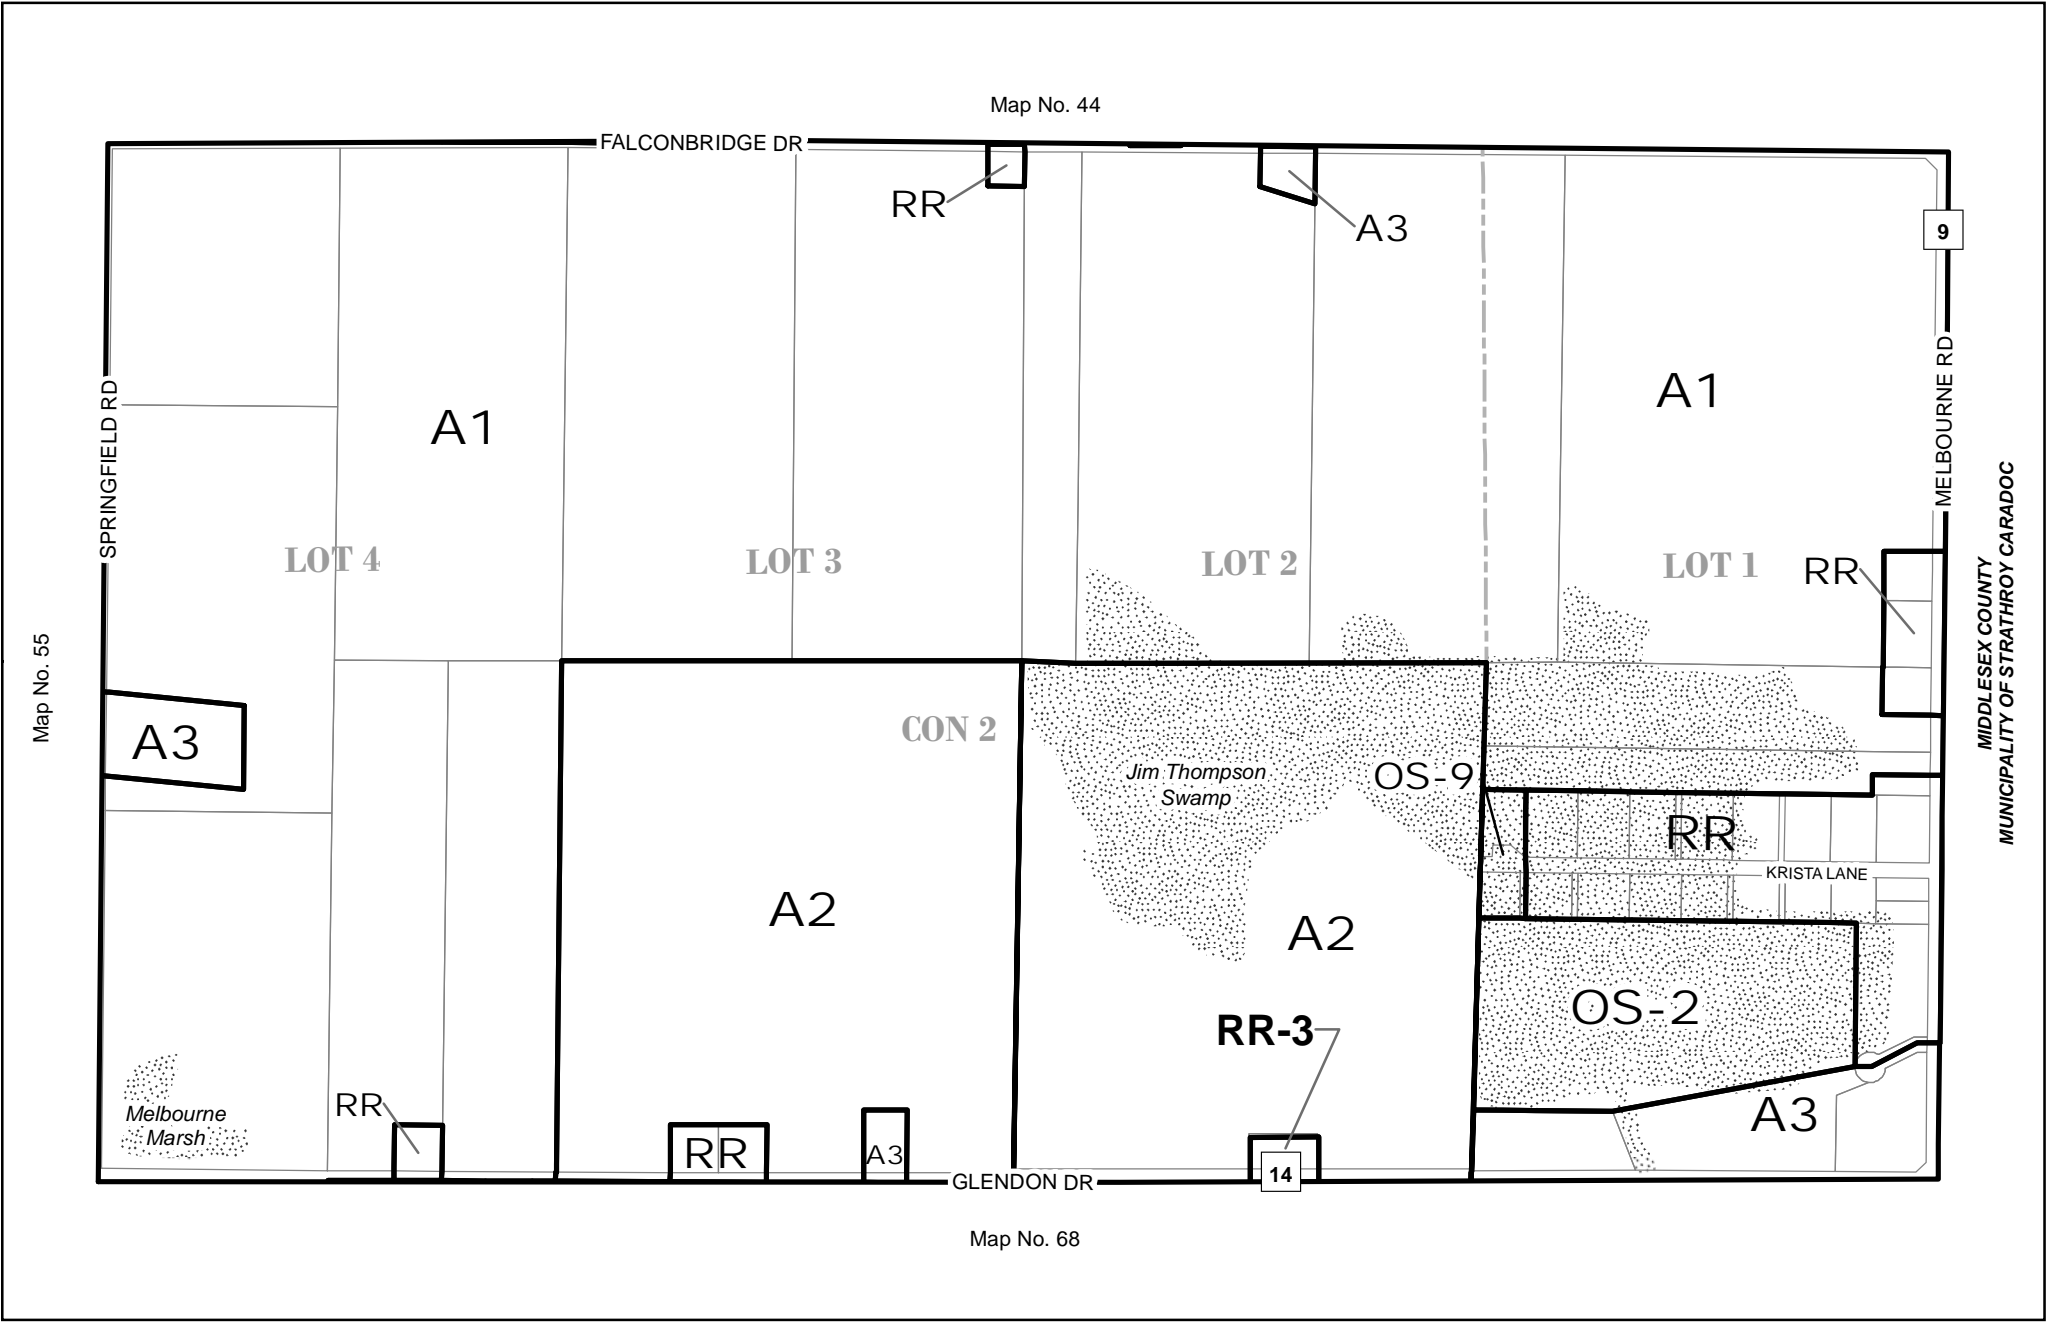 Map No. 44
FALCONBRIDGE DR
RR
A3
9
A1
A1
SPRINGFIELD RD
MELBOURNE RD
MIDDLESEX COUNTY
MUNICIPALITY OF STRATHROY CARADOC
LOT 4
LOT 3
LOT 2
LOT 1
RR
Map No. 55
A3
CON 2
Jim Thompson
Swamp
OS-9
RR
KRISTA LANE
A2
A2
OS-2
RR-3
Melbourne
Marsh
RR
RR
A3
A3
14
GLENDON DR
Map No. 68